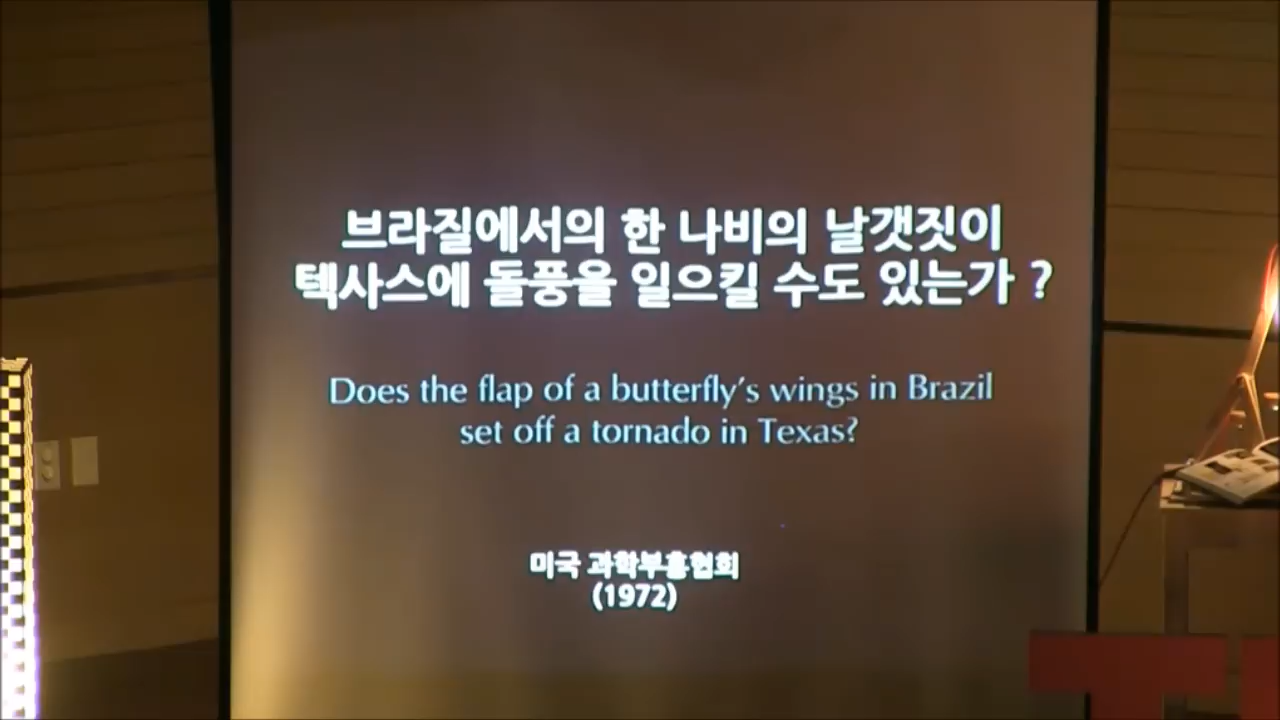 브라질에서의 한 나비의 날갯짓이
텍사스에 돌풍을 일으킬 수도 있는가 ?
Does the flap of a butterfly's wings in Brazil
set off a tornado in Texas?
미국 과학부흥협회
(1972)